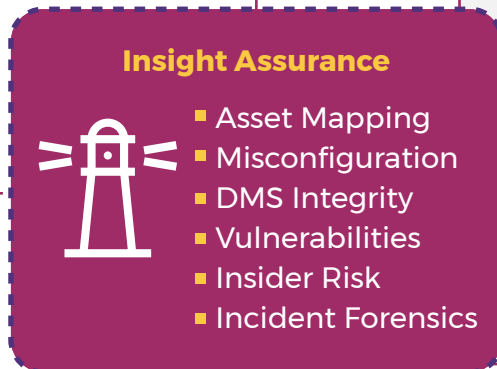 Insight Assurance
Asset Mapping
Misconfiguration
DMS Integrity
Vulnerabilities
Insider Risk
Incident Forensics